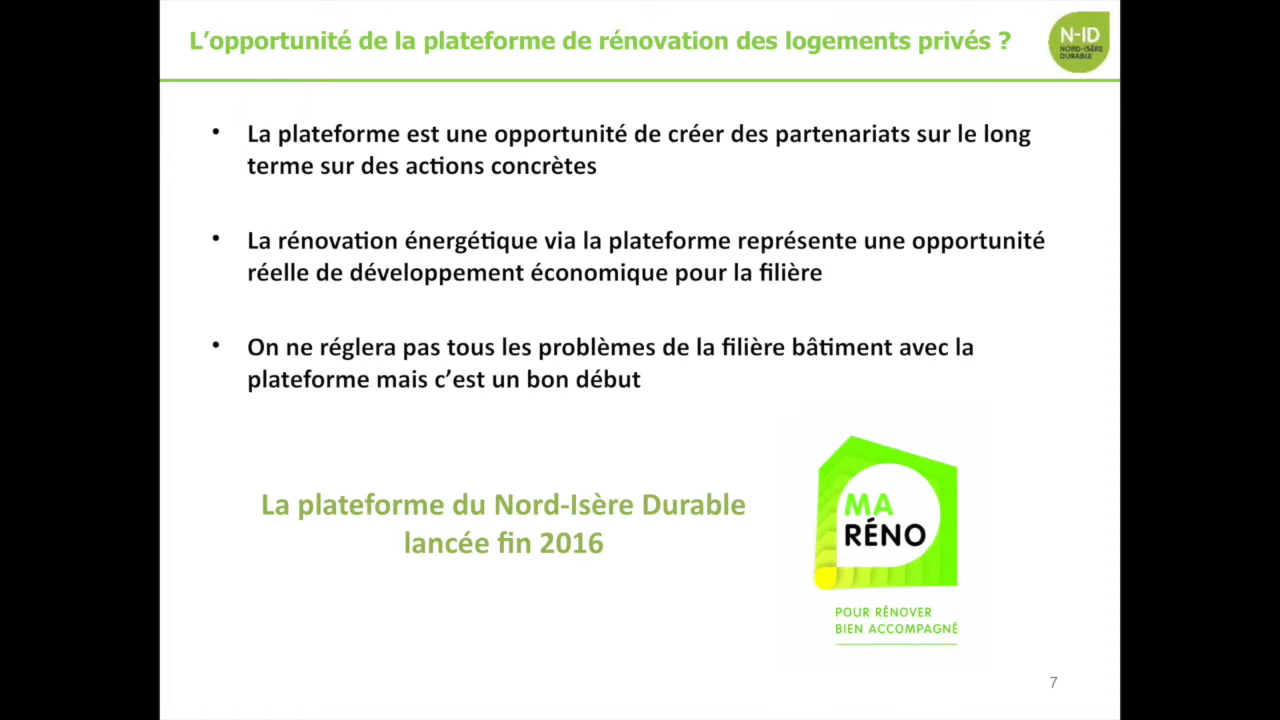 L’opportunité de la plateforme de rénovation des logements privés ?
N-ID
NORD-ISÈRE
DURABLE
• La plateforme est une opportunité de créer des partenariats sur le long
terme sur des actions concrètes
• La rénovation énergétique via la plateforme représente une opportunité
réelle de développement économique pour la filière
• On ne réglera pas tous les problèmes de la filière bâtiment avec la
plateforme mais c’est un bon début
La plateforme du Nord-Isère Durable
lancée fin 2016
MA
RÉNO
POUR RÉNOVER
BIEN ACCOMPAGNÉ
7